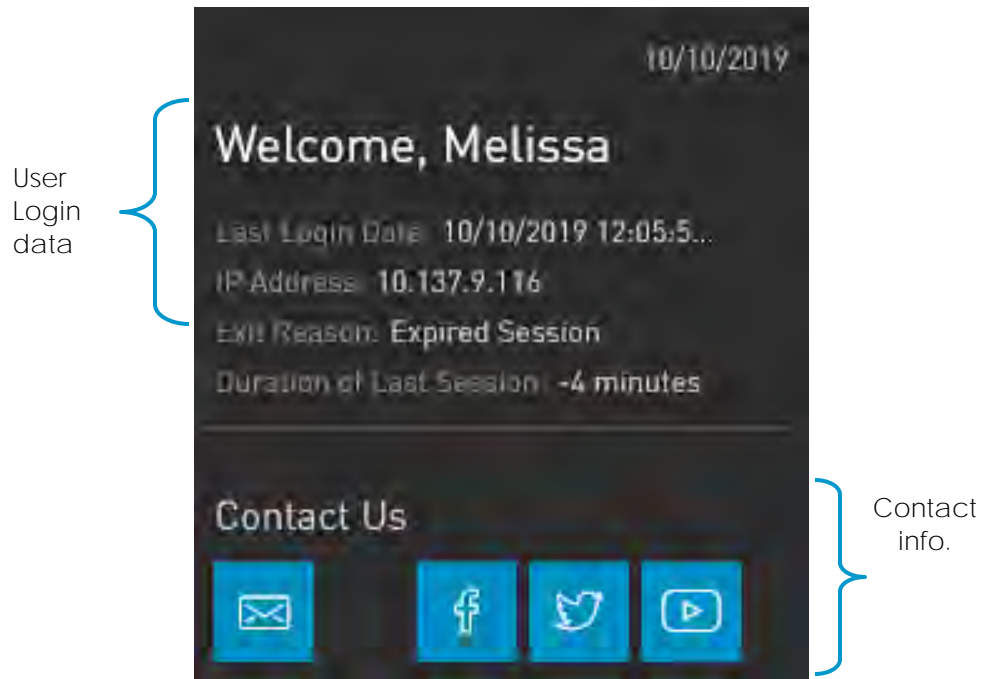 10/10/2019
User
Login
data
Welcome, Melissa
Last Login Date: 10/10/2019 12:05:5...
IP Address: 10.137.9.116
Exit Reason: Expired Session
Duration of Last Session: -4 minutes
Contact Us
Contact
info.